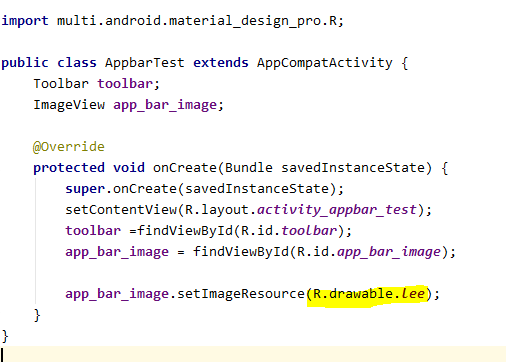 import multi.android.material_design_pro.R;
public class AppbarTest extends AppCompatActivity {
Toolbar toolbar;
ImageView app_bar_image;
@Override
protected void onCreate(Bundle savedInstanceState) {
super.onCreate(savedInstanceState);
setContentView(R.layout.activity_appbar_test);
toolbar =findViewById(R.id.toolbar);
app_bar_image = findViewById(R.id.app_bar_image);
app_bar_image.setImageResource(R.drawable.lee);
}
}